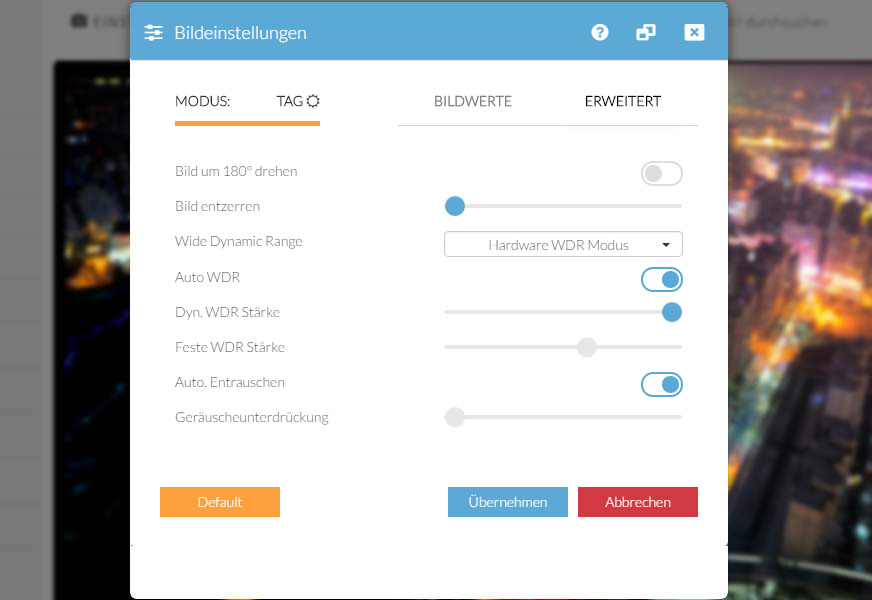 Bildeinstellungen
MODUS: TAG
BILDWERTE ERWEITERT
Bild um 180° drehen
Bild entzerren
Wide Dynamic Range Hardware WDR Modus
Auto WDR
Dyn. WDR Stärke
Feste WDR Stärke
Auto. Entrauschen
Geräuscheunterdrückung
Default Übernehmen Abbrechen